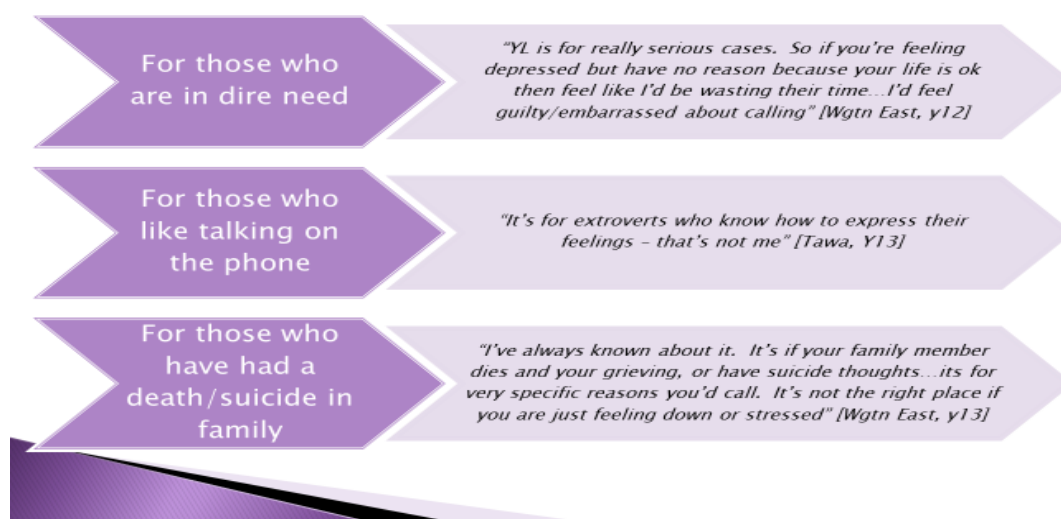 For those who
are in dire need
"YL is for really serious cases.  So if you're feeling
depressed but have no reason because your life is ok
then feel like I'd be wasting their time…I'd feel
guilty/embarrassed about calling" [Wgtn East, y12]
For those who
like talking on
the phone
"It's for extroverts who know how to express their
feelings – that's not me" [Tawa, Y13]
For those who
have had a
death/suicide in
family
"I've always known about it.  It's if your family member
dies and your grieving, or have suicide thoughts…its for
very specific reasons you'd call.  It's not the right place if
you are just feeling down or stressed" [Wgtn East, y13]